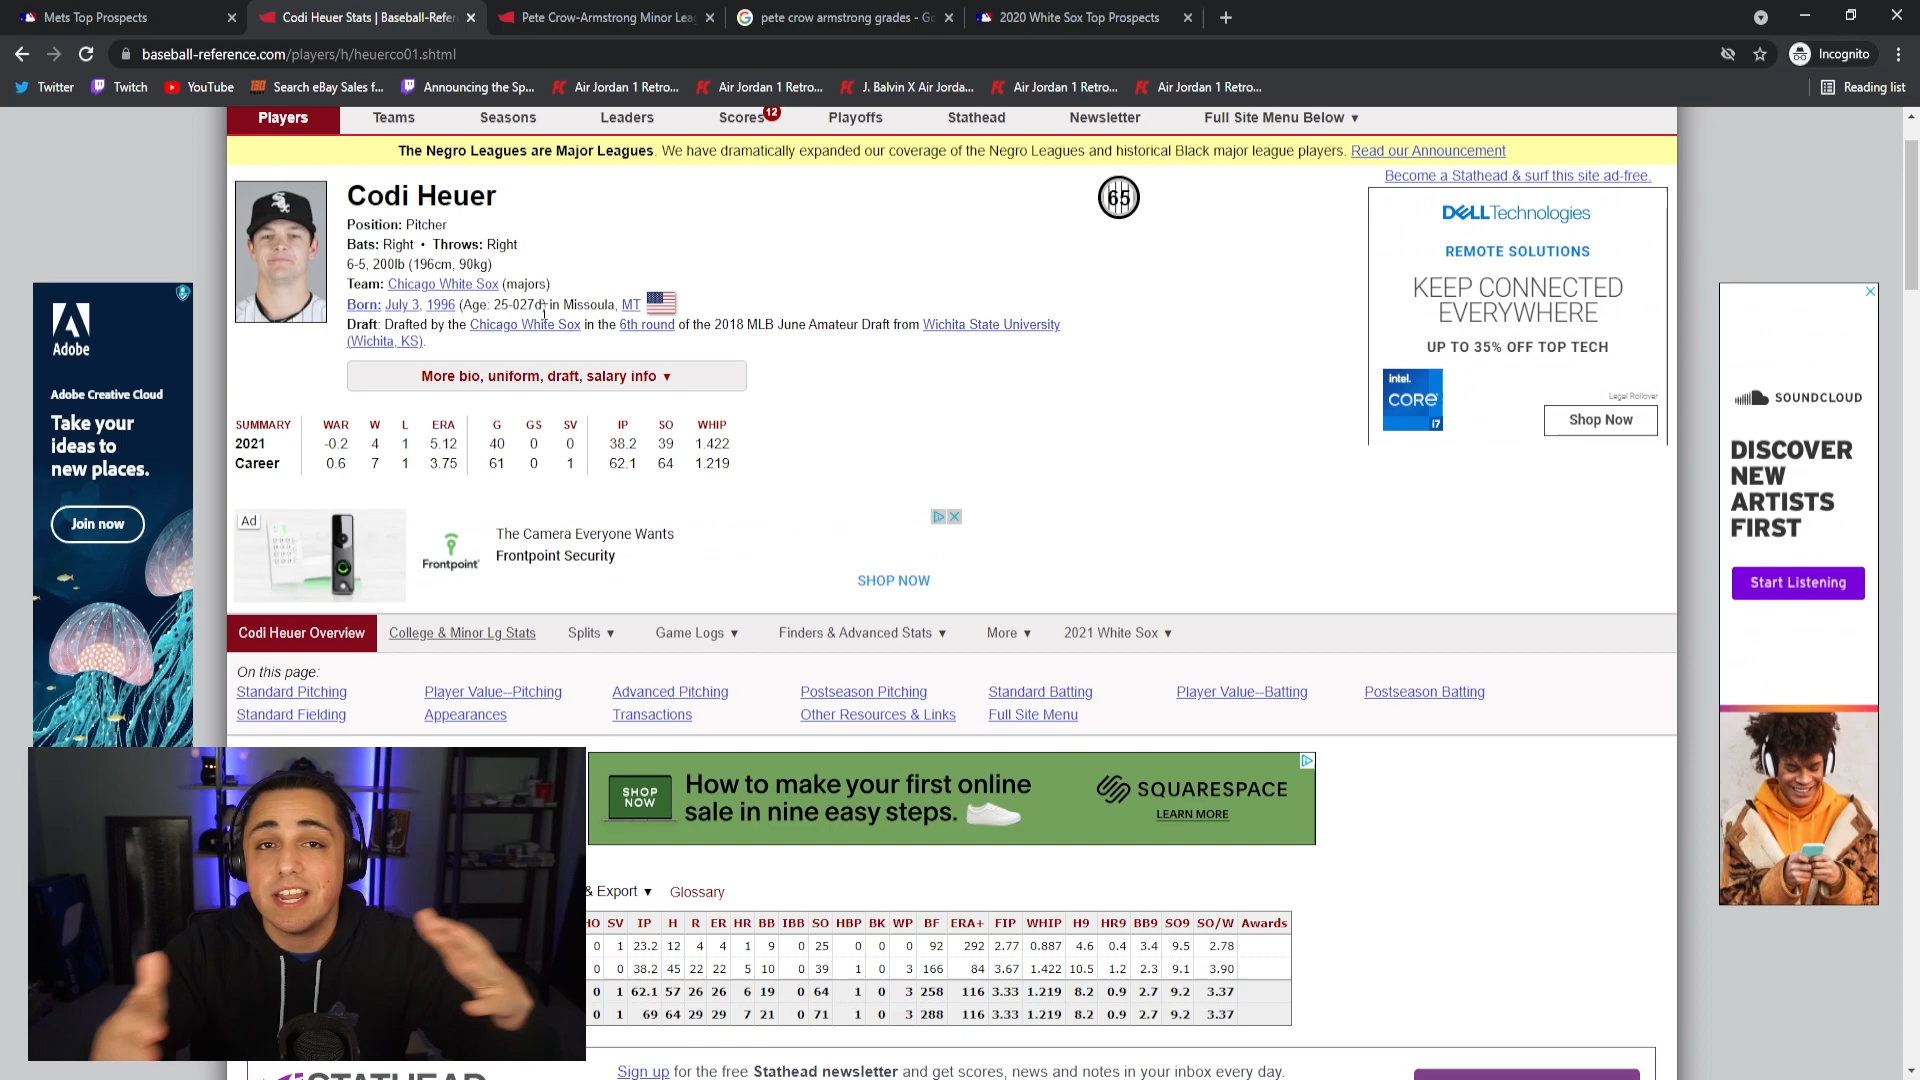 Mets Top Prospects
Codi Heuer Stats | Baseball-Refer
Pete Crow-Armstrong Minor Lea
pete crow armstrong grades - Go
2020 White Sox Top Prospects
baseball-reference.com/players/h/heuerco01.shtml
Incognito
Twitter
Twitch
YouTube
Search eBay Sales f...
Announcing the Sp...
Air Jordan 1 Retro...
Air Jordan 1 Retro...
J. Balvin X Air Jorda...
Air Jordan 1 Retro...
Air Jordan 1 Retro...
Reading list
Players
Teams
Seasons
Leaders
Scores
12
Playoffs
Stathead
Newsletter
Full Site Menu Below ▼
The Negro Leagues are Major Leagues. We have dramatically expanded our coverage of the Negro Leagues and historical Black major league players. Read our Announcement
Become a Stathead & surf this site ad-free.
Codi Heuer
65
Position: Pitcher
Bats: Right • Throws: Right
6-5, 200lb (196cm, 90kg)
Team: Chicago White Sox (majors)
Born: July 3, 1996 (Age: 25-027d) in Missoula, MT
Draft: Drafted by the Chicago White Sox in the 6th round of the 2018 MLB June Amateur Draft from Wichita State University
(Wichita, KS).
More bio, uniform, draft, salary info ▼
SUMMARY WAR W L ERA G GS SV IP SO WHIP
2021 -0.2 4 1 5.12 40 0 0 38.2 39 1.422
Career 0.6 7 1 3.75 61 0 1 62.1 64 1.219
DELLTechnologies
REMOTE SOLUTIONS
KEEP CONNECTED
EVERYWHERE
UP TO 35% OFF TOP TECH
intel.
CORE
i7
Legal Rollover
Shop Now
Adobe
Adobe Creative Cloud
Take your
ideas to
new places.
Join now
SOUNDCLOUD
DISCOVER
NEW
ARTISTS
FIRST
Start Listening
Ad
Frontpoint
The Camera Everyone Wants
Frontpoint Security
SHOP NOW
Codi Heuer Overview
College & Minor Lg Stats
Splits ▼
Game Logs ▼
Finders & Advanced Stats ▼
More ▼
2021 White Sox ▼
On this page:
Standard Pitching
Player Value--Pitching
Advanced Pitching
Postseason Pitching
Standard Batting
Player Value--Batting
Postseason Batting
Standard Fielding
Appearances
Transactions
Other Resources & Links
Full Site Menu
SHOP
NOW
How to make your first online
sale in nine easy steps.
SQUARESPACE
LEARN MORE
& Export ▼
Glossary
HO SV IP H R ER HR BB IBB SO HBP BK WP BF ERA+ FIP WHIP H9 HR9 BB9 SO9 SO/W Awards
0 1 23.2 12 4 4 1 9 0 25 0 0 0 92 292 2.77 0.887 4.6 0.4 3.4 9.5 2.78
0 0 38.2 45 22 22 5 10 0 39 1 0 3 166 84 3.67 1.422 10.5 1.2 2.3 9.1 3.90
0 1 62.1 57 26 26 6 19 0 64 1 0 3 258 116 3.33 1.219 8.2 0.9 2.7 9.2 3.37
0 1 69 64 29 29 7 21 0 71 1 0 3 288 116 3.33 1.219 8.2 0.9 2.7 9.2 3.37
STATHEAD
Sign up for the free Stathead newsletter and get scores, news and notes in your inbox every day.